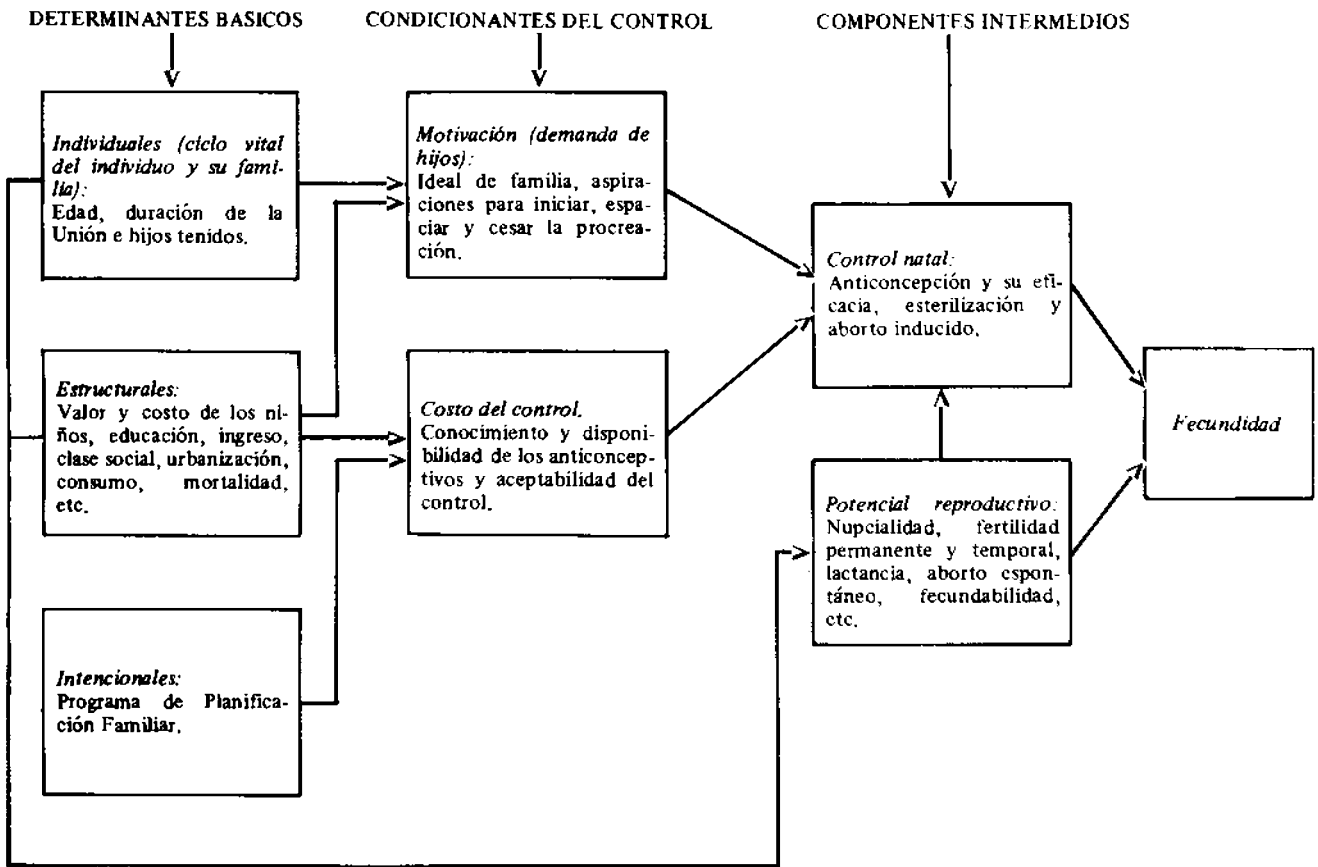 DETERMINANTES BASICOS
CONDICIONANTES DEL CONTROL
COMPONENTES INTERMEDIOS
Individuales (ciclo vital
del individuo y su fami-
lia):
Edad, duración de la
Unión e hijos tenidos.
Motivación (demanda de
hijos):
Ideal de familia, aspira-
ciones para iniciar, espa-
ciar y cesar la procrea-
ción.
Control natal:
Anticoncepción y su efi-
cacia, esterilización y
aborto inducido.
Estructurales:
Valor y costo de los ni-
ños, educación, ingreso,
clase social, urbanización,
consumo, mortalidad,
etc.
Costo del control.
Conocimiento y disponi-
bilidad de los anticoncep-
tivos y aceptabilidad del
control.
Fecundidad
Potencial reproductivo:
Nupcialidad, fertilidad
permanente y temporal,
lactancia, aborto espon-
táneo, fecundabilidad,
etc.
Intencionales:
Programa de Planifica-
ción Familiar.